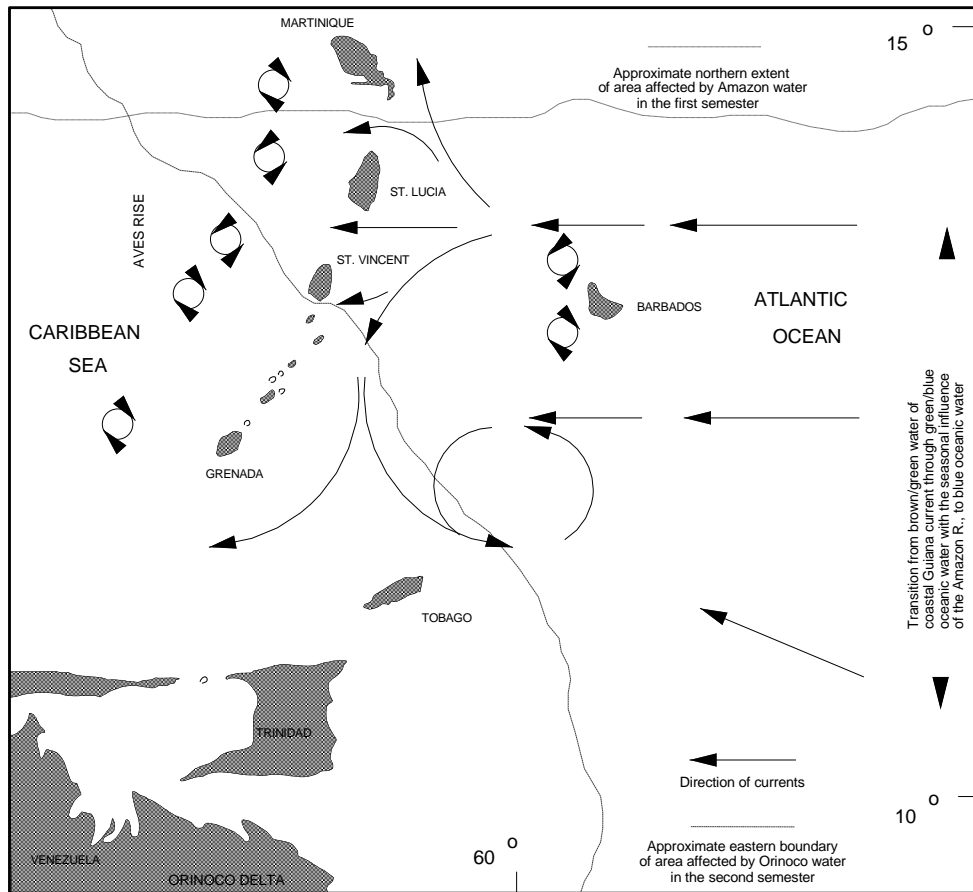 MARTINIQUE
15 o
Approximate northern extent
of area affected by Amazon water
in the first semester
ST. LUCIA
AVES RISE
ST. VINCENT
BARBADOS
ATLANTIC
OCEAN
CARIBBEAN
SEA
GRENADA
Transition from brown/green water of
coastal Guiana current through green/blue
oceanic water with the seasonal influence
of the Amazon R., to blue oceanic water
TOBAGO
TRINIDAD
Direction of currents
10 o
Approximate eastern boundary
of area affected by Orinoco water
in the second semester
VENEZUELA
60 o
ORINOCO DELTA